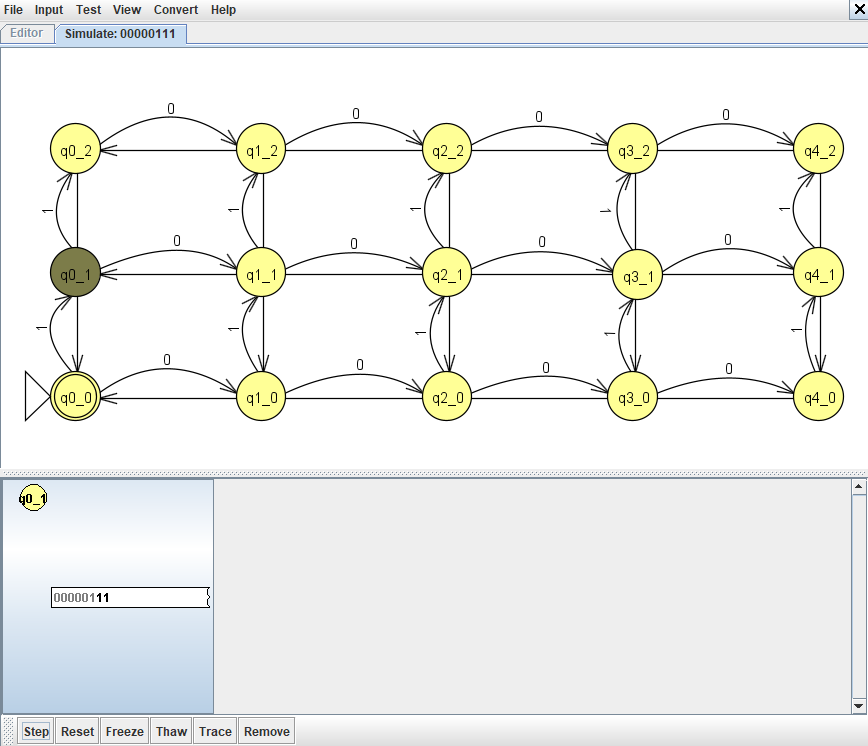 File Input Test View Convert Help
Editor Simulate: 00000111
0 0 0 0
q0_2 q1_2 q2_2 q3_2 q4_2
1 1 1 1 1
0 0 0 0
q0_1 q1_1 q2_1 q3_1 q4_1
1 1 1 1 1
0 0 0 0
q0_0 q1_0 q2_0 q3_0 q4_0
q0_1
00000111
Step Reset Freeze Thaw Trace Remove